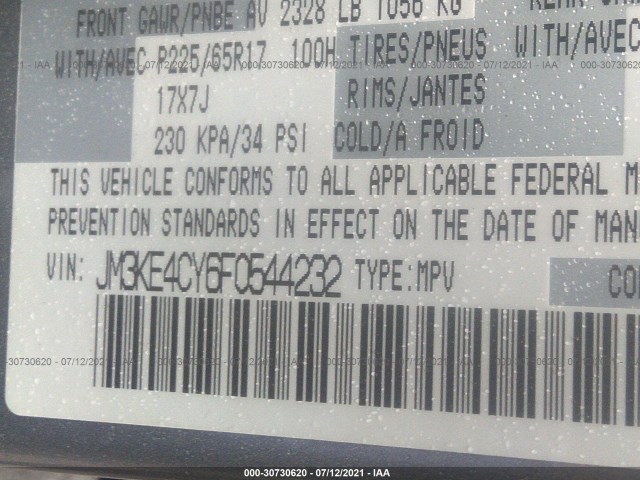 FRONT GAWR/PNBE AV 2328 LB 1056 KG
WITH/AVEC P225/65R17 100H TIRES/PNEUS WITH/AVEC
17X7J RIMS/JANTES
230 KPA/34 PSI COLD/A FROID
THIS VEHICLE CONFORMS TO ALL APPLICABLE FEDERAL M
PREVENTION STANDARDS IN EFFECT ON THE DATE OF MAN
VIN: JM3KE4CY6F0544232 TYPE:MPV
000-30730620 - 07/12/2021 - IAA